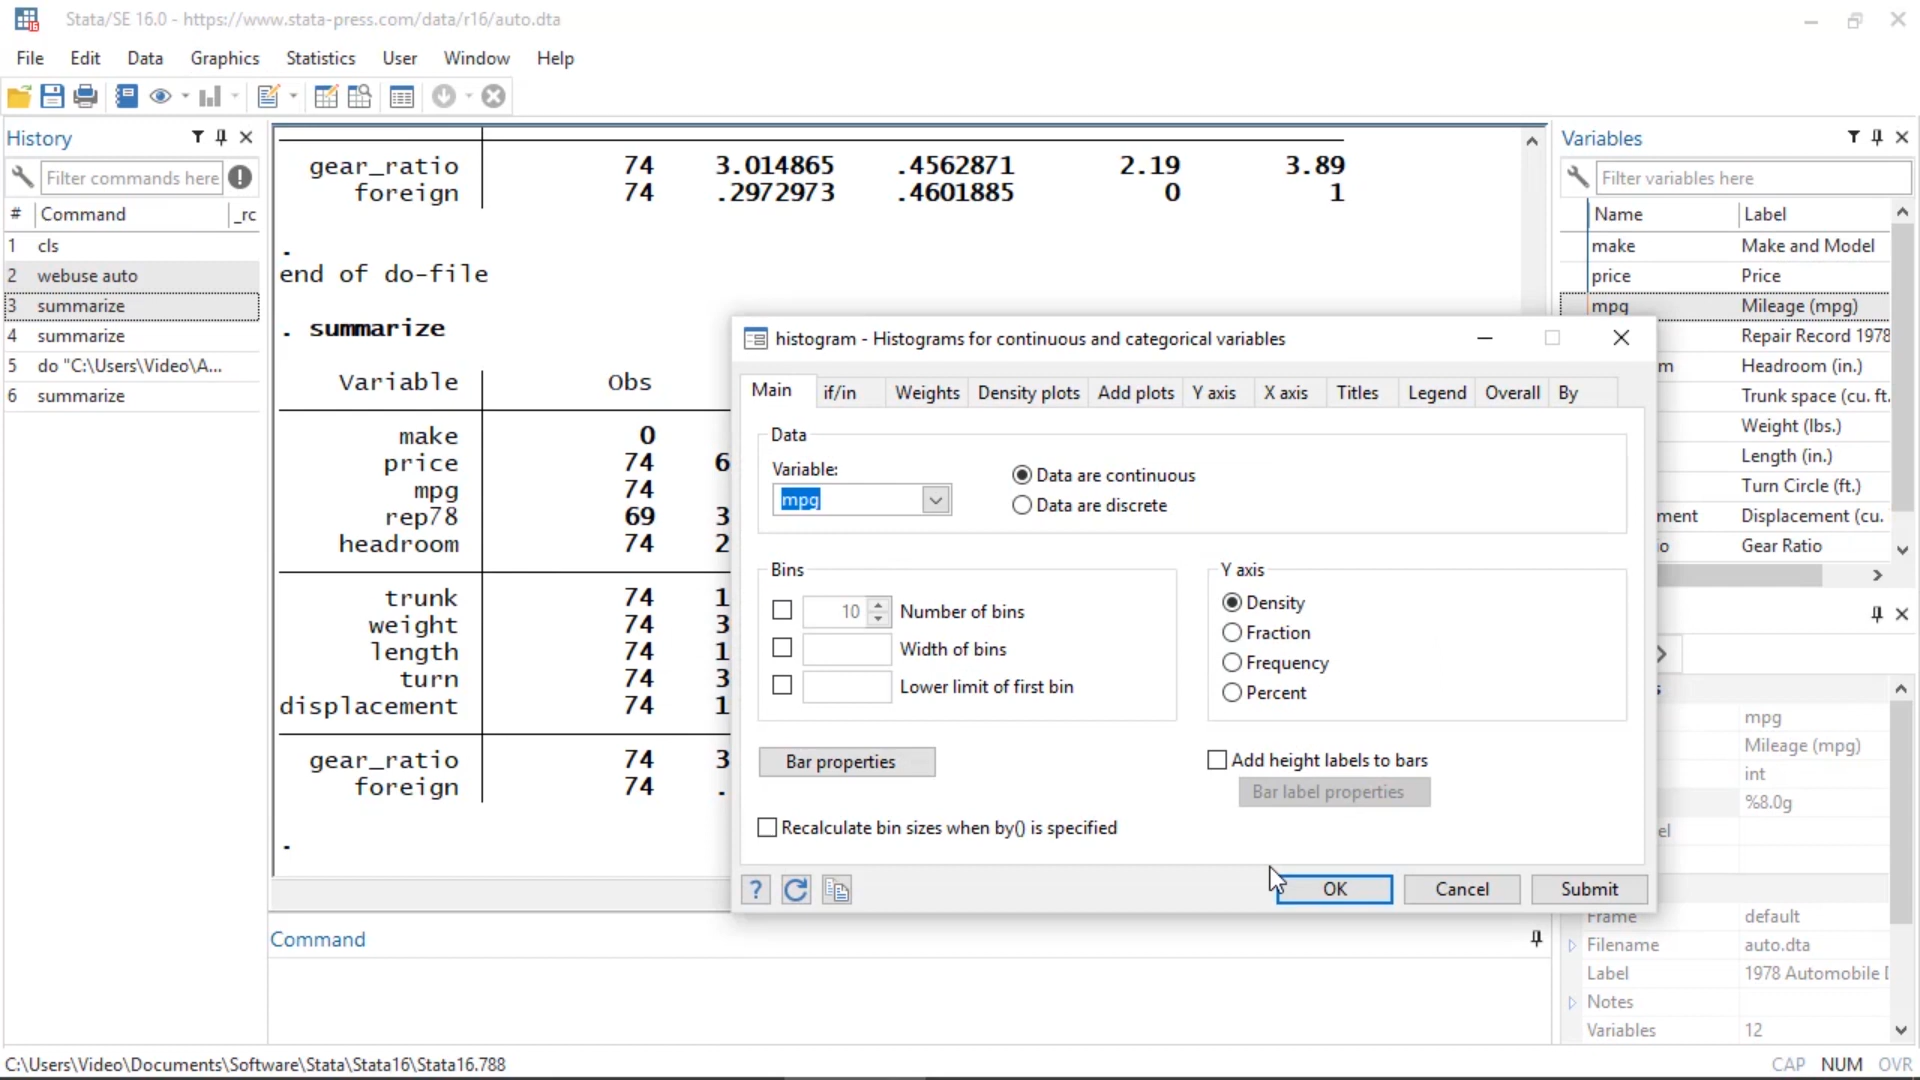 Stata/SE 16.0 - https://www.stata-press.com/data/r16/auto.dta
File Edit Data Graphics Statistics User Window Help
History
Filter commands here
# Command _rc
1 cls
2 webuse auto
3 summarize
4 summarize
5 do "C:\Users\Video\A...
6 summarize
gear_ratio 74 3.014865 .4562871 2.19 3.89
foreign 74 .2972973 .4601885 0 1
.
end of do-file
. summarize
Variable Obs
make 0
price 74 6
mpg 74
rep78 69 3
headroom 74 2
trunk 74 1
weight 74 3
length 74 1
turn 74 3
displacement 74 1
gear_ratio 74 3
foreign 74 .
.
Command
histogram - Histograms for continuous and categorical variables
Main if/in Weights Density plots Add plots Y axis X axis Titles Legend Overall By
Data
Variable:
mpg
Data are continuous
Data are discrete
Bins
10 Number of bins
Width of bins
Lower limit of first bin
Y axis
Density
Fraction
Frequency
Percent
Bar properties
Add height labels to bars
Bar label properties
Recalculate bin sizes when by() is specified
? OK Cancel Submit
Variables
Filter variables here
Name Label
make Make and Model
price Price
mpg Mileage (mpg)
Repair Record 1978
m Headroom (in.)
Trunk space (cu. ft.
Weight (lbs.)
Length (in.)
Turn Circle (ft.)
ment Displacement (cu.
o Gear Ratio
s
mpg
Mileage (mpg)
int
%8.0g
el
Frame default
Filename auto.dta
Label 1978 Automobile D
Notes
Variables 12
C:\Users\Video\Documents\Software\Stata\Stata16\Stata16.788
CAP NUM OVR